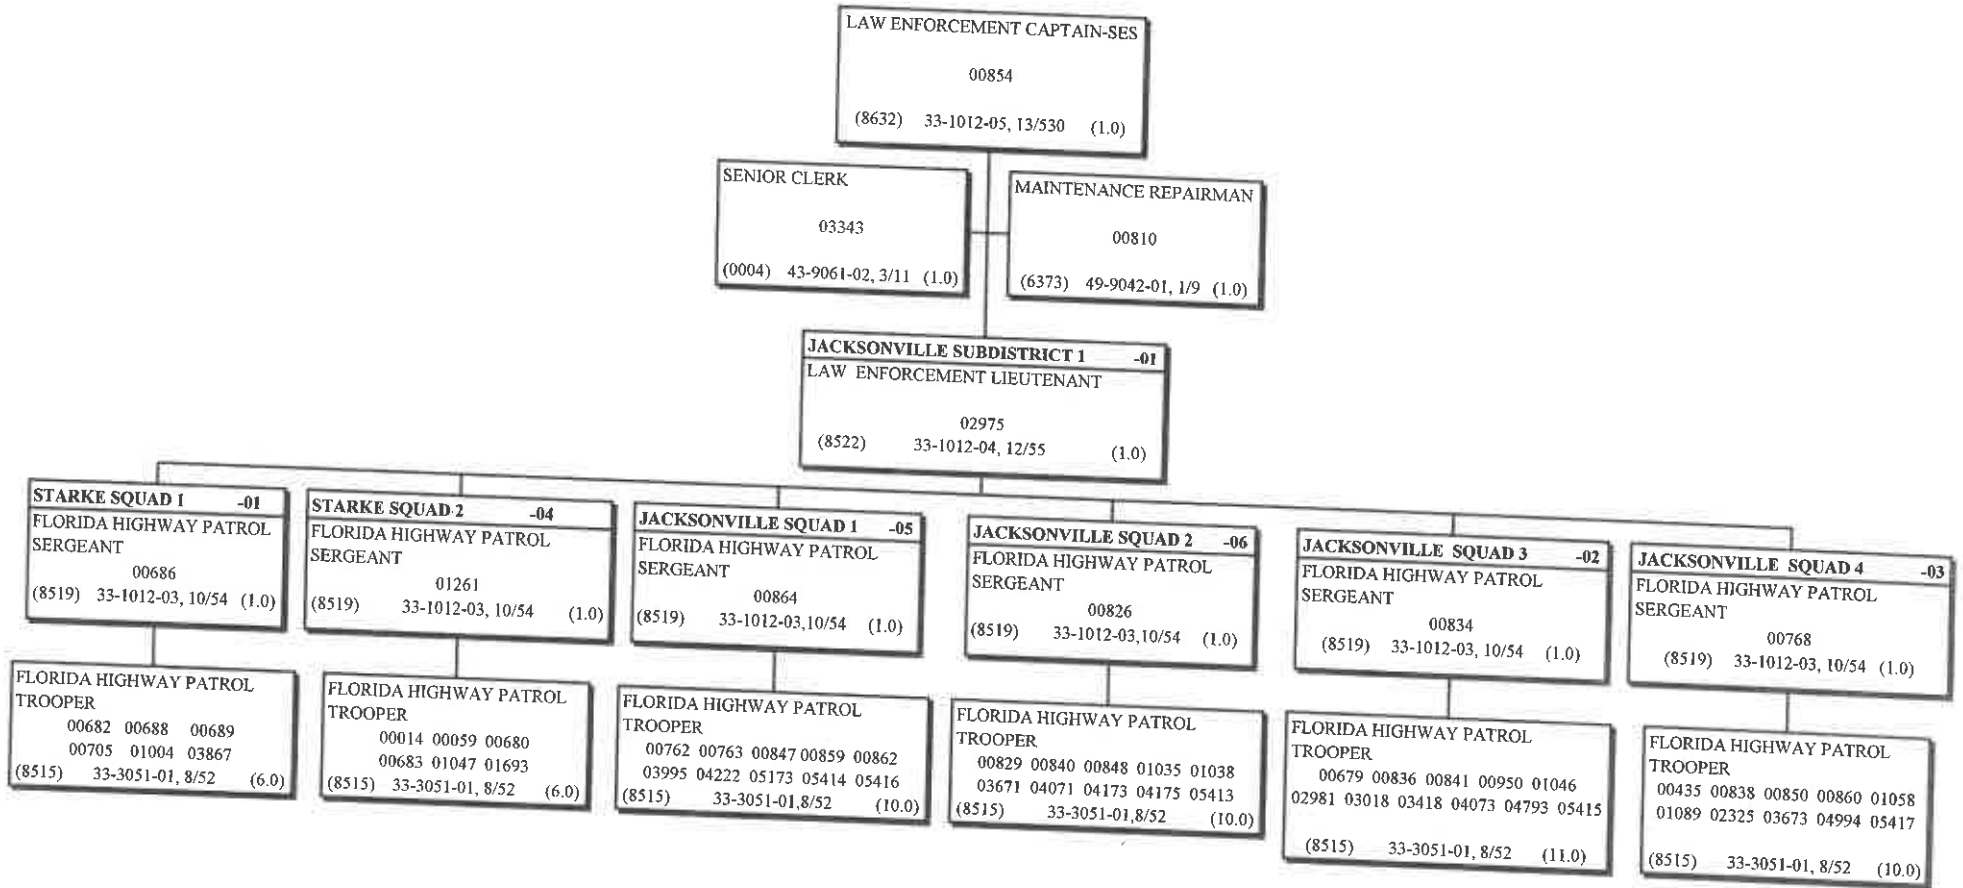 LAW ENFORCEMENT CAPTAIN-SES
00854
(8632) 33-1012-05, 13/530 (1.0)
SENIOR CLERK
03343
(0004) 43-9061-02, 3/11 (1.0)
MAINTENANCE REPAIRMAN
00810
(6373) 49-9042-01, 1/9 (1.0)
JACKSONVILLE SUBDISTRICT 1 -01
LAW ENFORCEMENT LIEUTENANT
02975
(8522) 33-1012-04, 12/55 (1.0)
STARKE SQUAD 1 -01
FLORIDA HIGHWAY PATROL
SERGEANT
00686
(8519) 33-1012-03, 10/54 (1.0)
FLORIDA HIGHWAY PATROL
TROOPER
00682 00688 00689
00705 01004 03867
(8515) 33-3051-01, 8/52 (6.0)
STARKE SQUAD 2 -04
FLORIDA HIGHWAY PATROL
SERGEANT
01261
(8519) 33-1012-03, 10/54 (1.0)
FLORIDA HIGHWAY PATROL
TROOPER
00014 00059 00680
00683 01047 01693
(8515) 33-3051-01, 8/52 (6.0)
JACKSONVILLE SQUAD 1 -05
FLORIDA HIGHWAY PATROL
SERGEANT
00864
(8519) 33-1012-03,10/54 (1.0)
FLORIDA HIGHWAY PATROL
TROOPER
00762 00763 00847 00859 00862
03995 04222 05173 05414 05416
(8515) 33-3051-01,8/52 (10.0)
JACKSONVILLE SQUAD 2 -06
FLORIDA HIGHWAY PATROL
SERGEANT
00826
(8519) 33-1012-03,10/54 (1.0)
FLORIDA HIGHWAY PATROL
TROOPER
00829 00840 00848 01035 01038
03671 04071 04173 04175 05413
(8515) 33-3051-01,8/52 (10.0)
JACKSONVILLE SQUAD 3 -02
FLORIDA HIGHWAY PATROL
SERGEANT
00834
(8519) 33-1012-03, 10/54 (1.0)
FLORIDA HIGHWAY PATROL
TROOPER
00679 00836 00841 00950 01046
02981 03018 03418 04073 04793 05415
(8515) 33-3051-01, 8/52 (11.0)
JACKSONVILLE SQUAD 4 -03
FLORIDA HIGHWAY PATROL
SERGEANT
00768
(8519) 33-1012-03, 10/54 (1.0)
FLORIDA HIGHWAY PATROL
TROOPER
00435 00838 00850 00860 01058
01089 02325 03673 04994 05417
(8515) 33-3051-01, 8/52 (10.0)